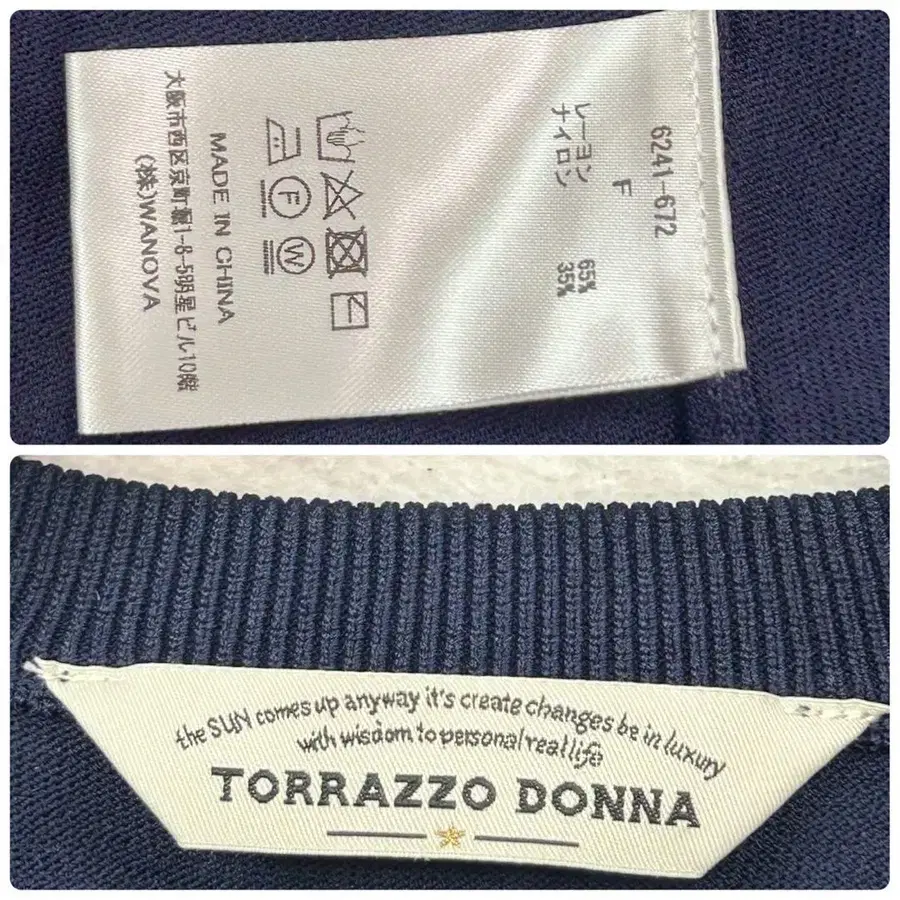 6241-672
F
レーヨン 65%
ナイロン 35%
F
W
MADE IN CHINA
大阪市西区京町堀1-8-5明星ビル10階
(株)WANOVA
the SUN comes up anyway it's create changes be in luxury
with wisdom to personal real life
TORRAZZO DONNA